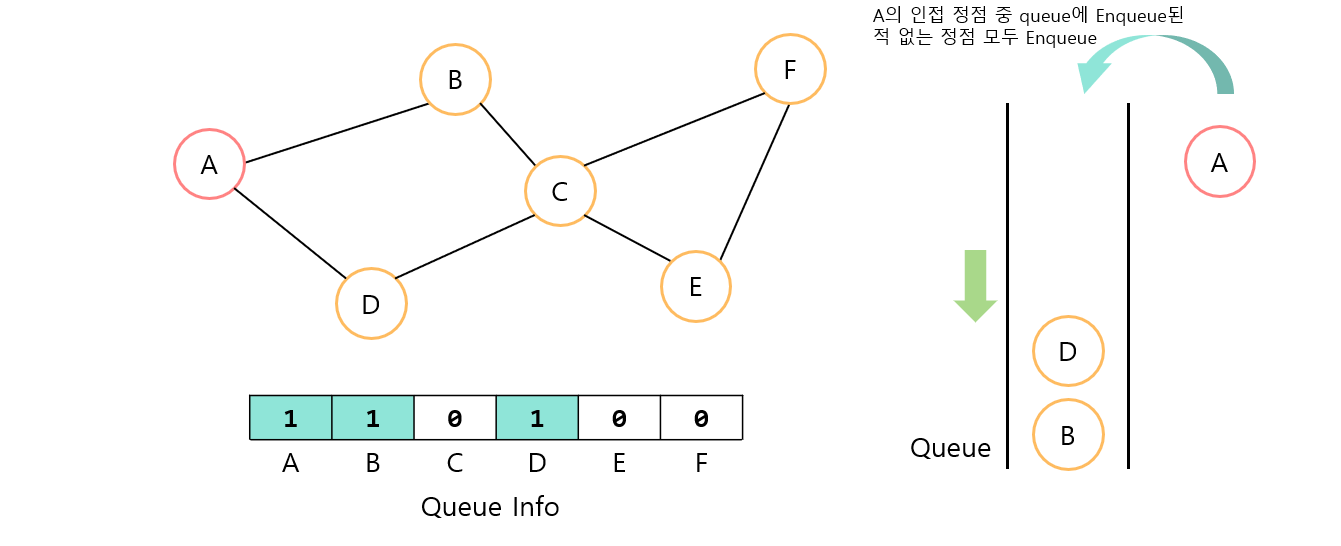 A의 인접 정점 중 queue에 Enqueue된
적 없는 정점 모두 Enqueue
B
F
A
A
C
E
D
D
B
Queue
1 1 0 1 0 0
A B C D E F
Queue Info